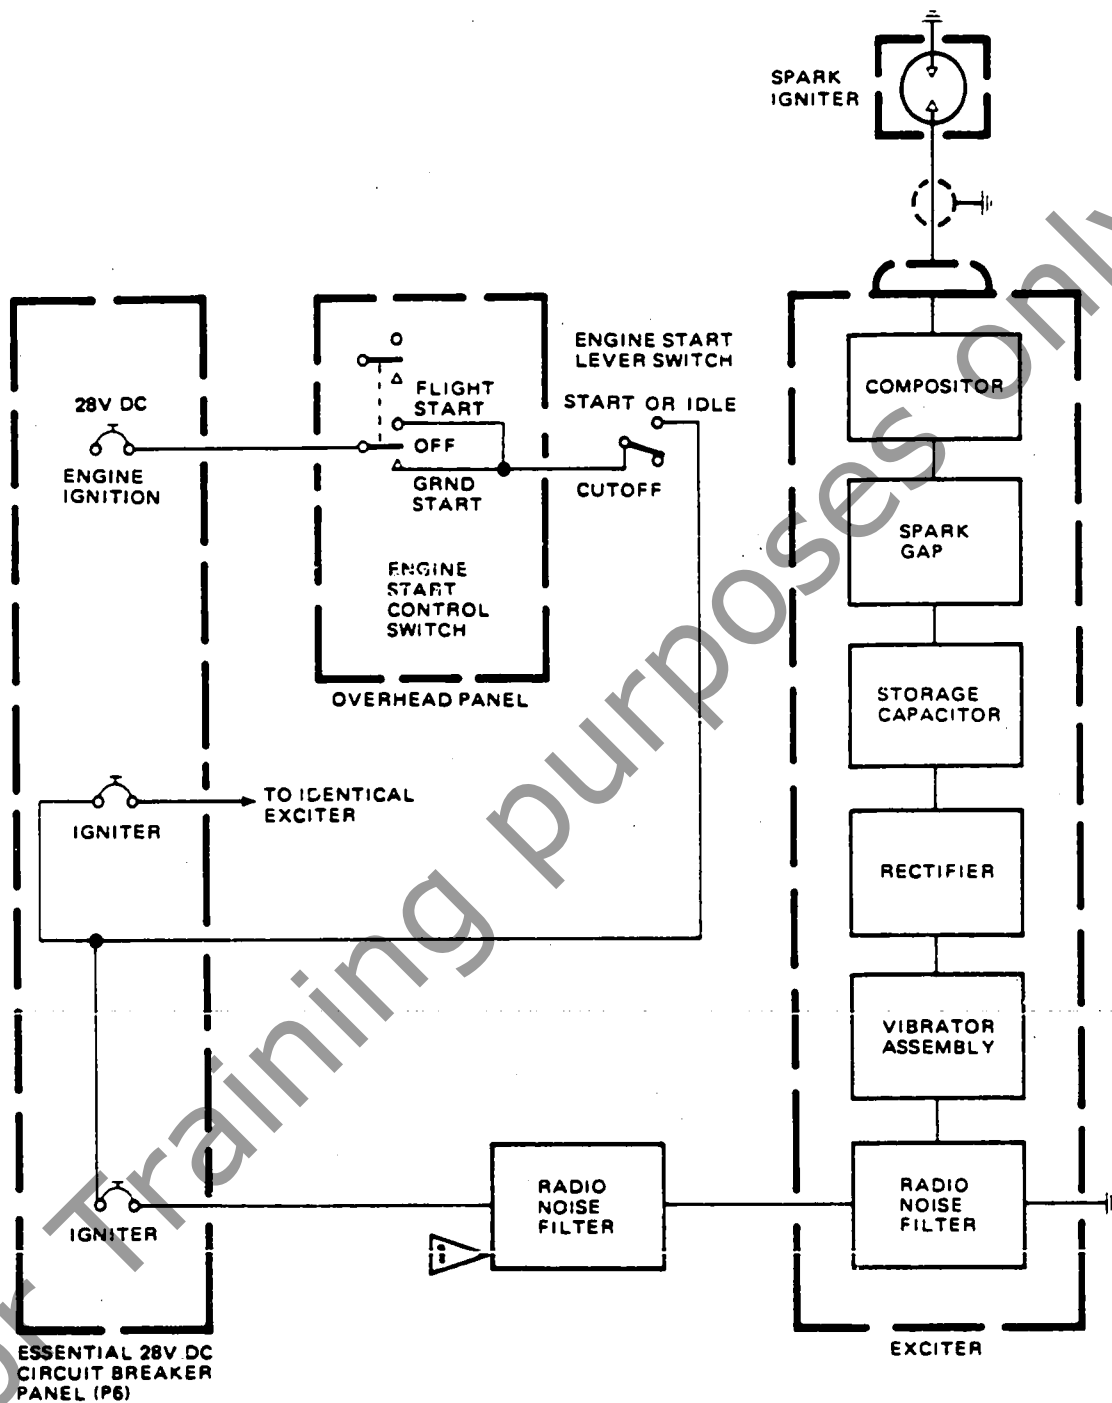 SPARK
IGNITER
28V DC
ENGINE
IGNITION
FLIGHT
START
OFF
GRND
START
ENGINE
START
CONTROL
SWITCH
OVERHEAD PANEL
ENGINE START
LEVER SWITCH
START OR IDLE
CUTOFF
COMPOSITOR
SPARK
GAP
STORAGE
CAPACITOR
RECTIFIER
VIBRATOR
ASSEMBLY
RADIO
NOISE
FILTER
EXCITER
IGNITER
TO IDENTICAL
EXCITER
IGNITER
RADIO
NOISE
FILTER
ESSENTIAL 28V DC
CIRCUIT BREAKER
PANEL (P6)
or Training purposes only